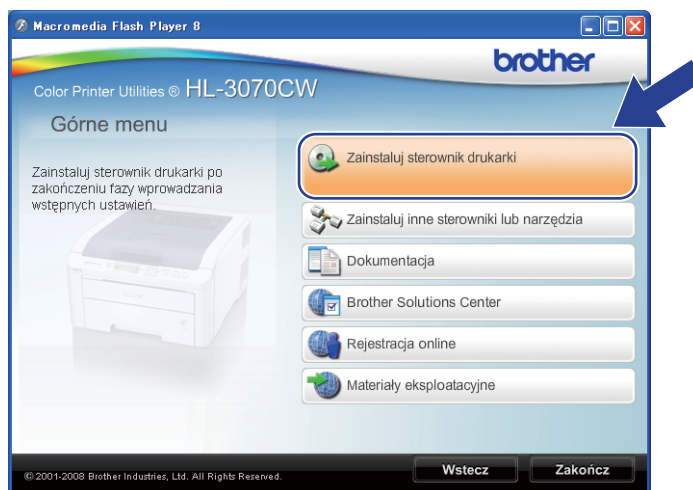 Macromedia Flash Player 8
brother
Color Printer Utilities ® HL-3070CW
Górne menu
Zainstaluj sterownik drukarki po
zakończeniu fazy wprowadzania
wstępnych ustawień.
Zainstaluj sterownik drukarki
Zainstaluj inne sterowniki lub narzędzia
Dokumentacja
Brother Solutions Center
Rejestracja online
Materiały eksploatacyjne
© 2001-2008 Brother Industries, Ltd. All Rights Reserved.
Wstecz
Zakończ